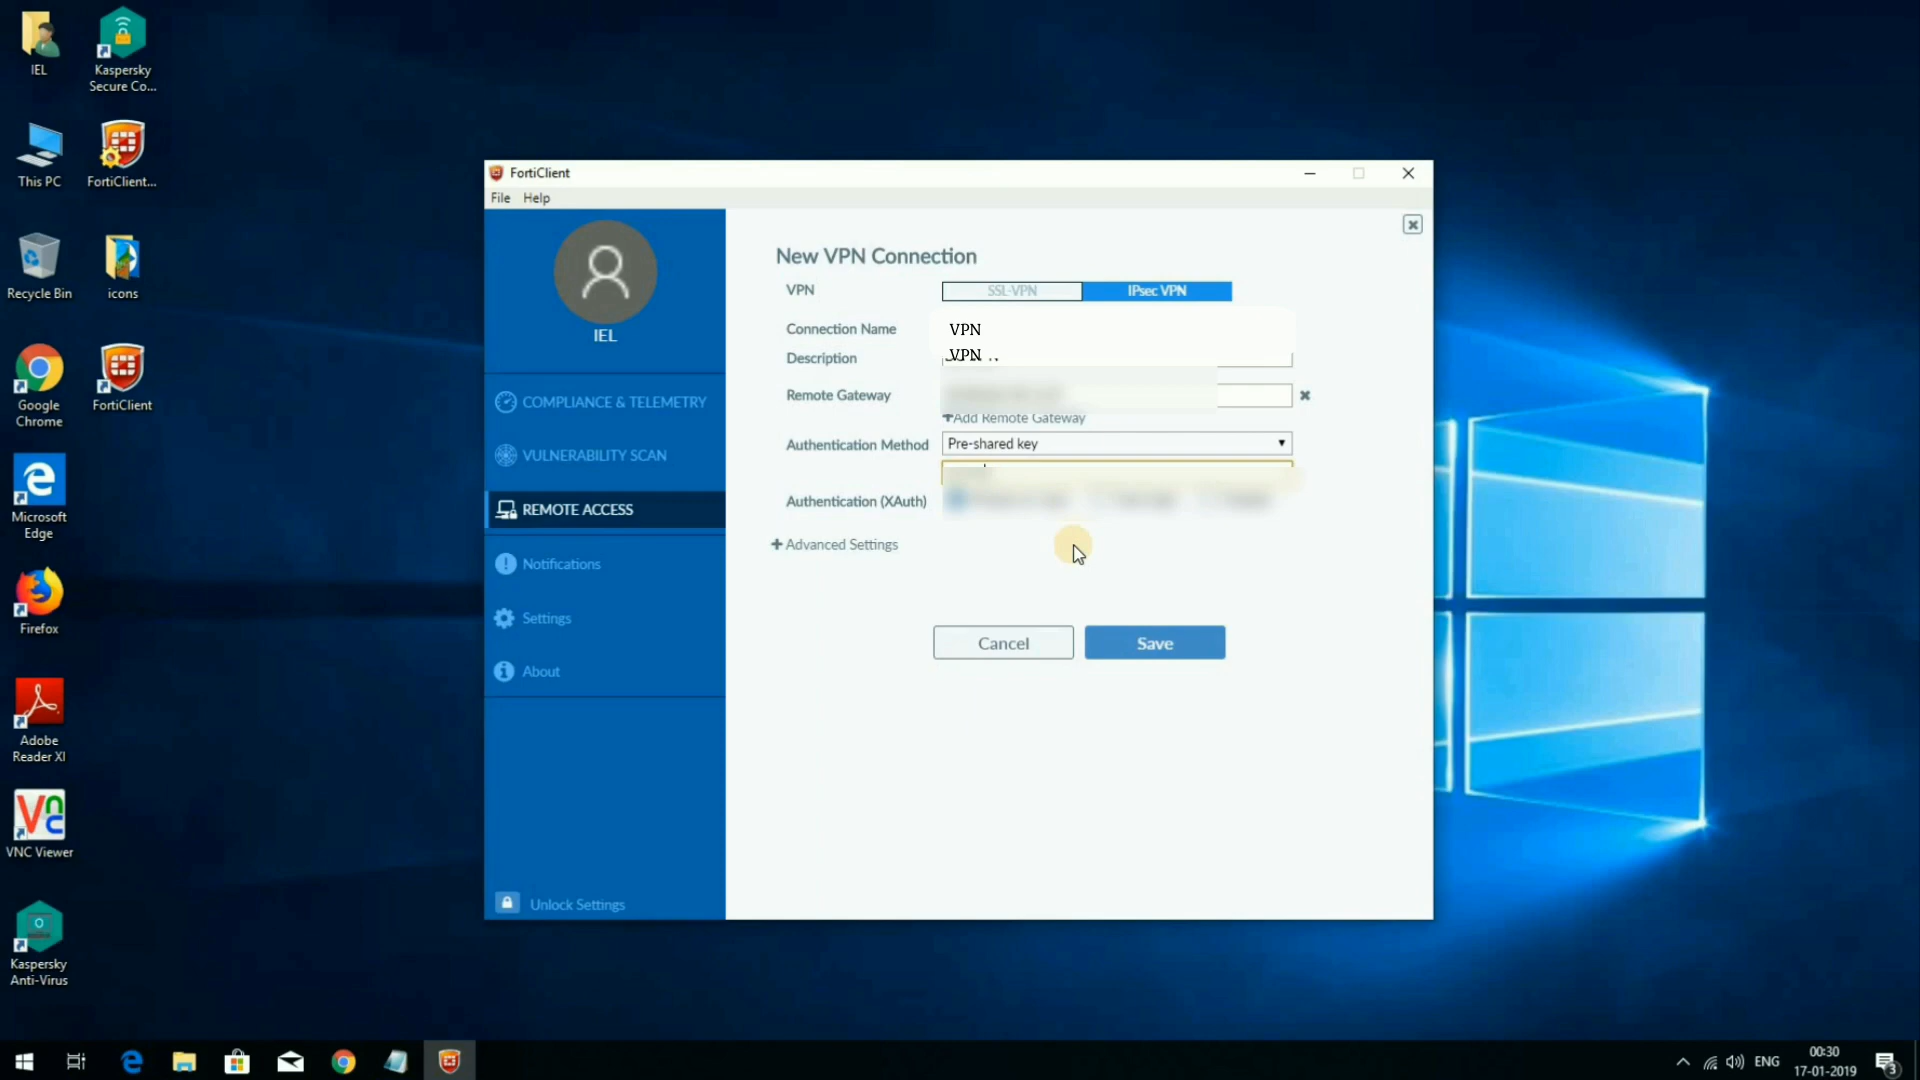 IEL
Kaspersky
Secure Co...
This PC
FortiClient...
Recycle Bin
icons
Google
Chrome
FortiClient
Microsoft
Edge
Firefox
Adobe
Reader XI
VNC Viewer
Kaspersky
Anti-Virus
FortiClient
File Help
IEL
COMPLIANCE & TELEMETRY
VULNERABILITY SCAN
REMOTE ACCESS
Notifications
Settings
About
Unlock Settings
New VPN Connection
VPN SSL-VPN IPsec VPN
Connection Name VPN
Description VPN
Remote Gateway
+Add Remote Gateway
Authentication Method Pre-shared key
Authentication (XAuth)
+ Advanced Settings
Cancel Save
ENG
00:30
17-01-2019
3